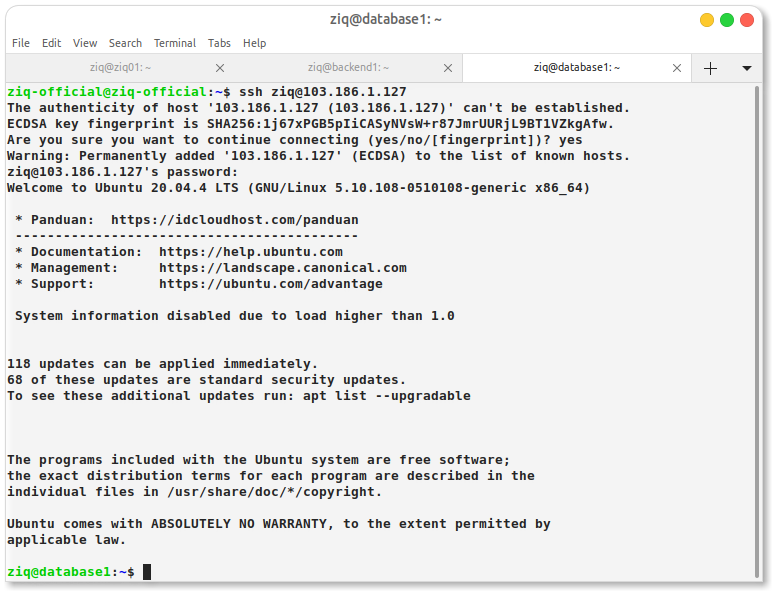 ziq@database1: ~
File Edit View Search Terminal Tabs Help
ziq@ziq01: ~ ziq@backend1: ~ ziq@database1: ~
ziq-official@ziq-official:~$ ssh ziq@103.186.1.127
The authenticity of host '103.186.1.127 (103.186.1.127)' can't be established.
ECDSA key fingerprint is SHA256:1j67xPGB5pIiCASyNVsW+r87JmrUURjL9BT1VZkgAfw.
Are you sure you want to continue connecting (yes/no/[fingerprint])? yes
Warning: Permanently added '103.186.1.127' (ECDSA) to the list of known hosts.
ziq@103.186.1.127's password:
Welcome to Ubuntu 20.04.4 LTS (GNU/Linux 5.10.108-0510108-generic x86_64)
* Panduan: https://idcloudhost.com/panduan
-------------------------------------------
* Documentation: https://help.ubuntu.com
* Management: https://landscape.canonical.com
* Support: https://ubuntu.com/advantage
System information disabled due to load higher than 1.0
118 updates can be applied immediately.
68 of these updates are standard security updates.
To see these additional updates run: apt list --upgradable
The programs included with the Ubuntu system are free software;
the exact distribution terms for each program are described in the
individual files in /usr/share/doc/*/copyright.
Ubuntu comes with ABSOLUTELY NO WARRANTY, to the extent permitted by
applicable law.
ziq@database1:~$